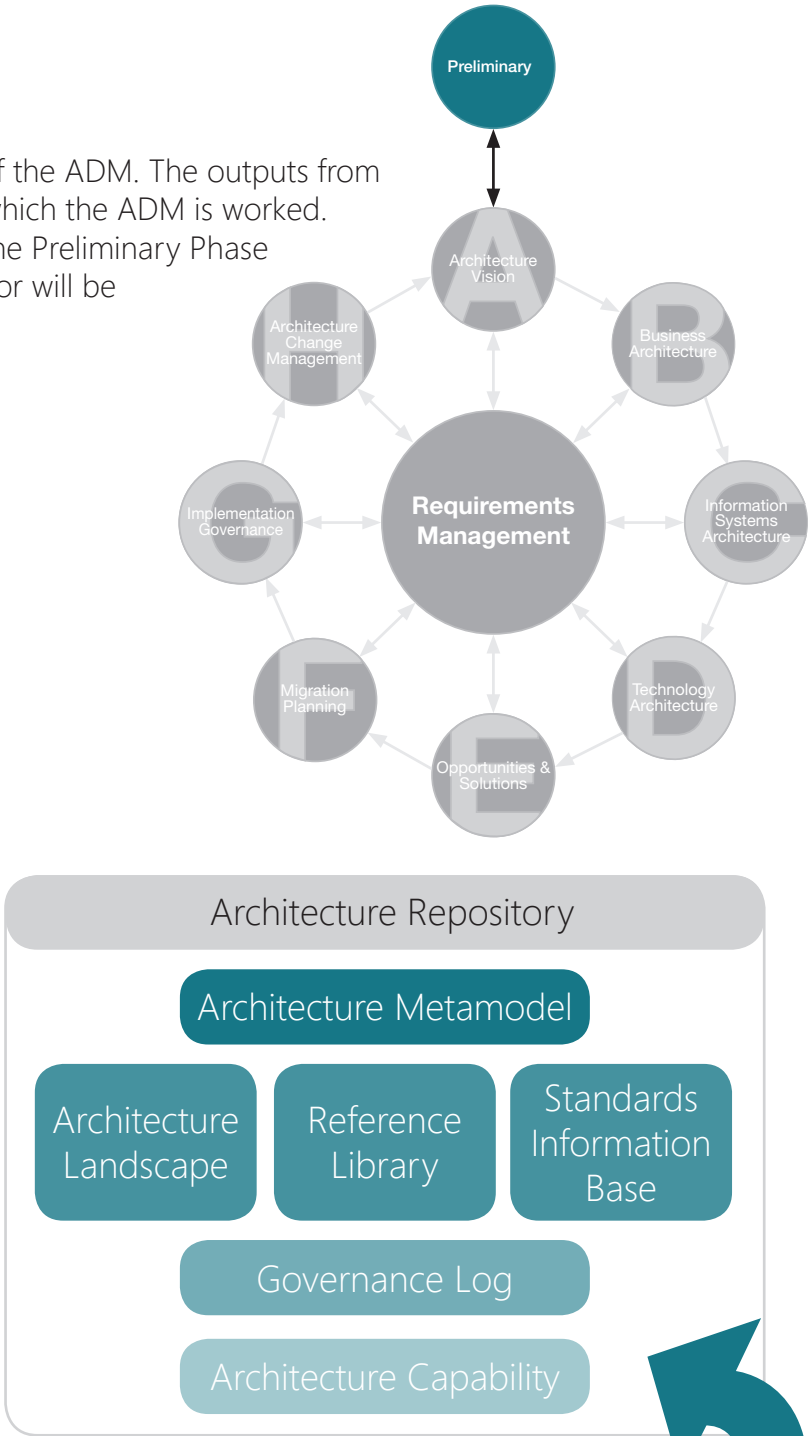 Preliminary
f the ADM. The outputs from
which the ADM is worked.
he Preliminary Phase
or will be
A
Architecture
Vision
H
Architecture
Change
Management
B
Business
Architecture
G
Implementation
Governance
Requirements
Management
C
Information
Systems
Architecture
F
Migration
Planning
D
Technology
Architecture
E
Opportunities &
Solutions
Architecture Repository
Architecture Metamodel
Architecture
Landscape
Reference
Library
Standards
Information
Base
Governance Log
Architecture Capability